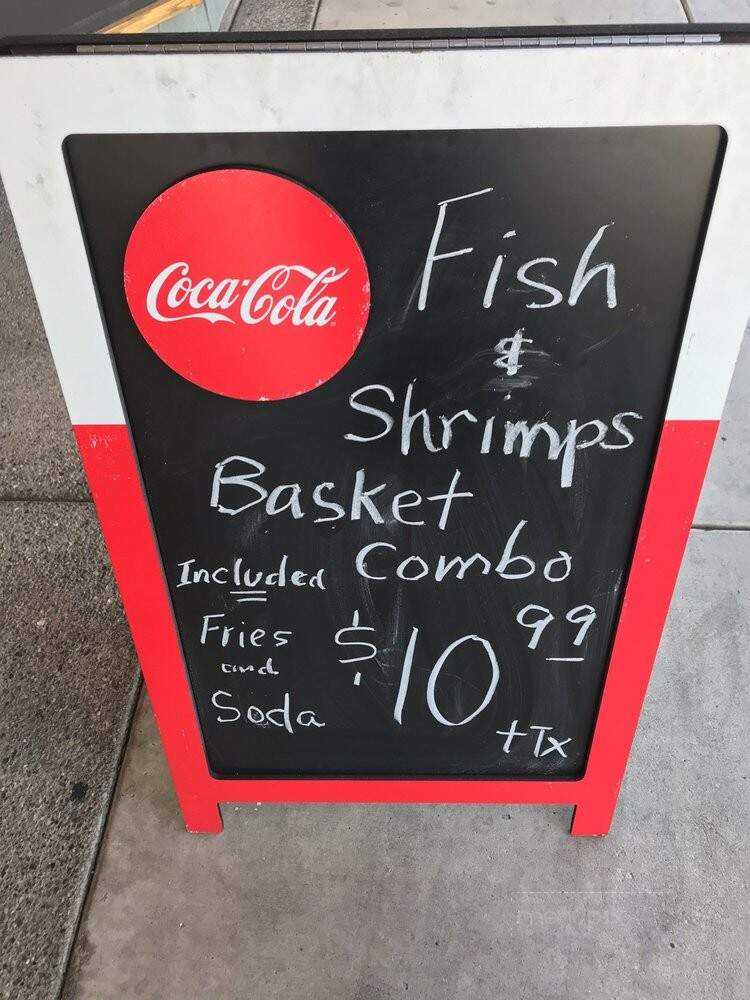 Coca-Cola
Fish
&
Shrimps
Basket
Combo
Included
Fries
and
Soda
$10.99
+Tx